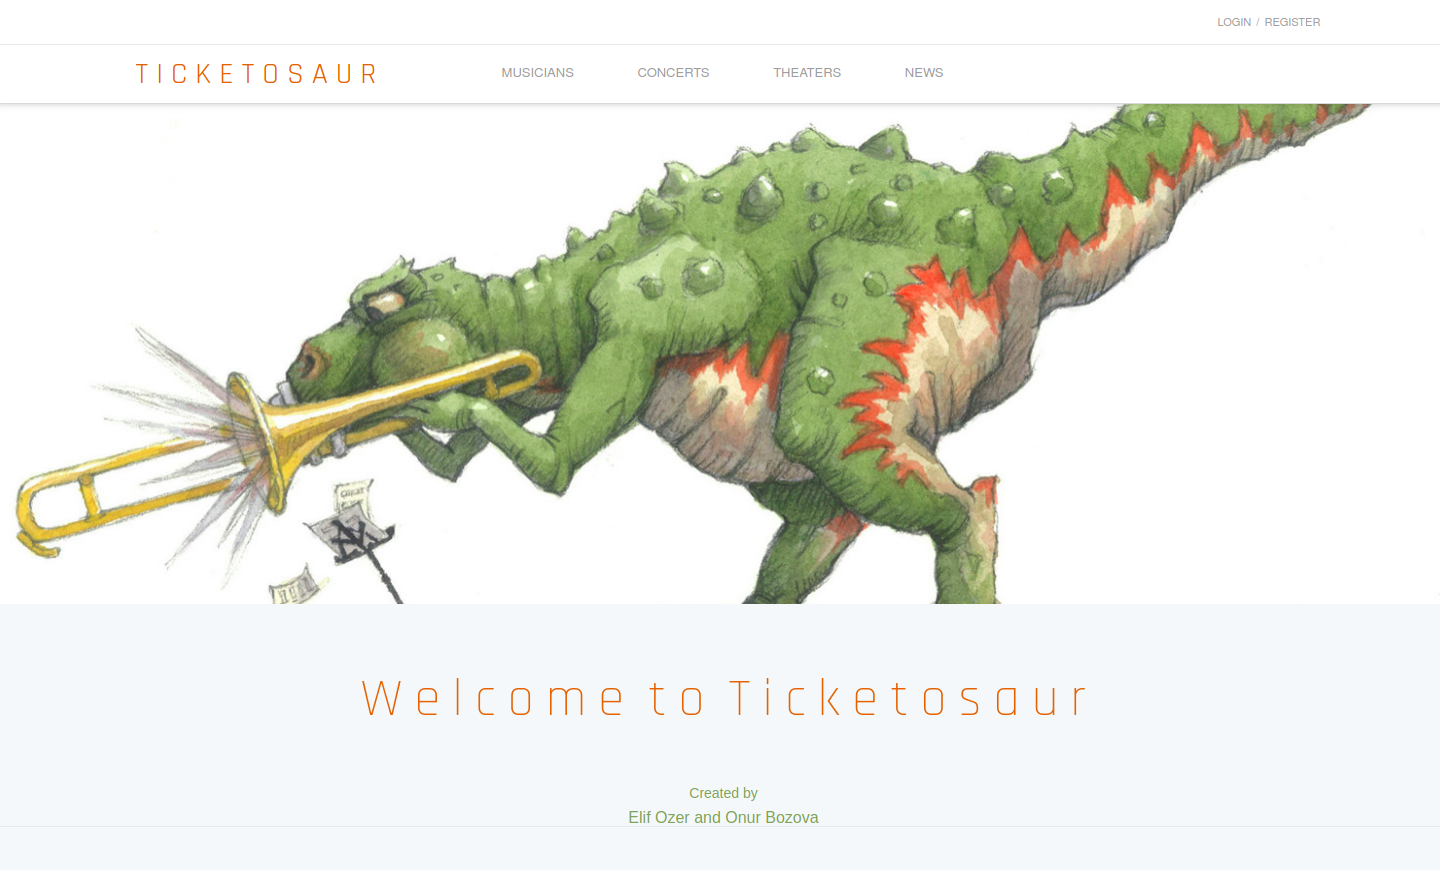 LOGIN / REGISTER
TICKETOSAUR
MUSICIANS CONCERTS THEATERS NEWS
Welcome to Ticketosaur
Created by
Elif Ozer and Onur Bozova